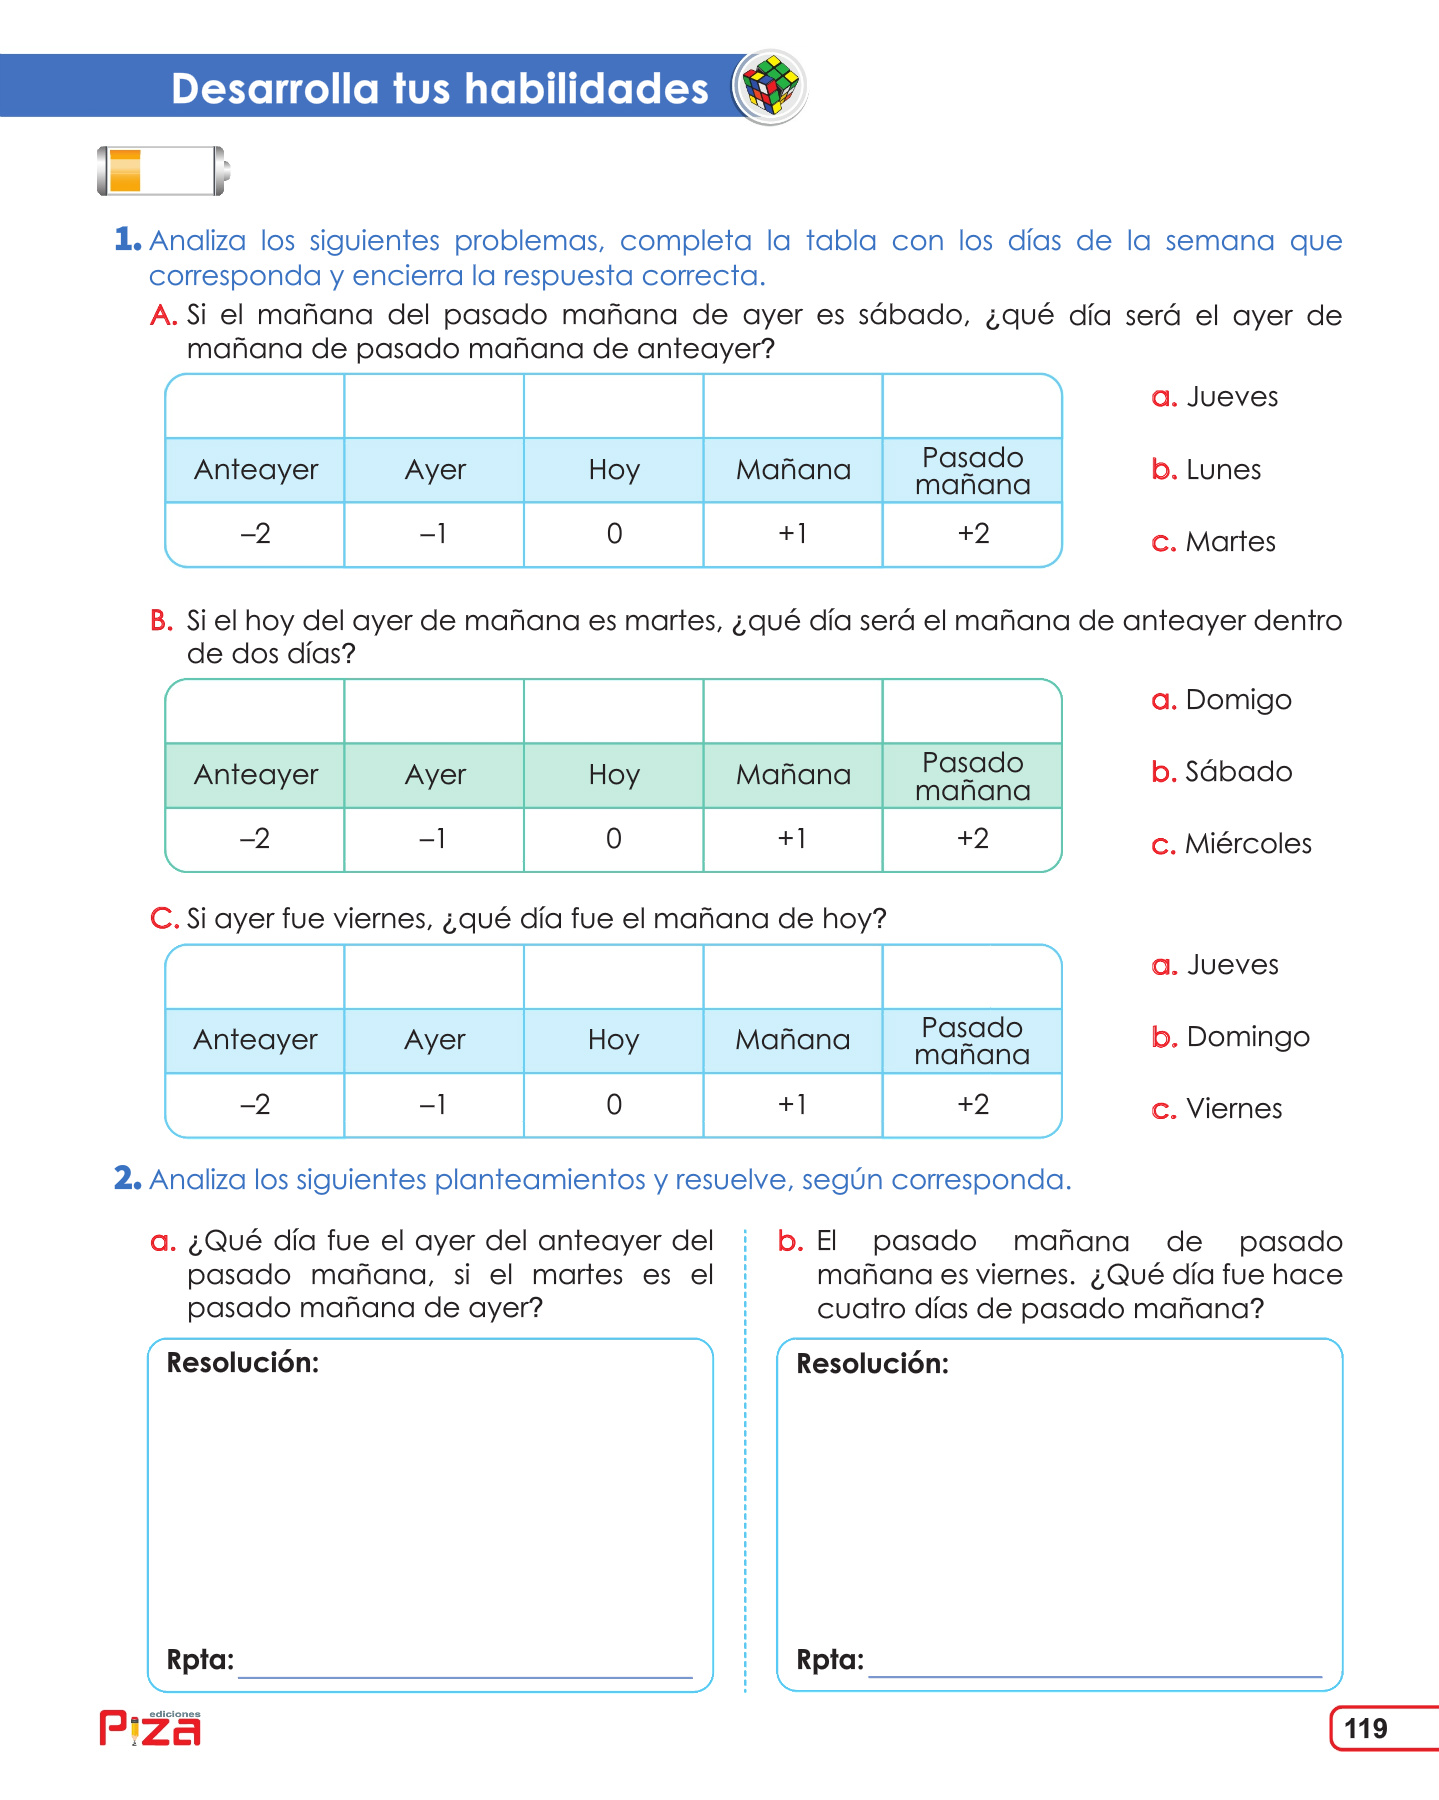 Desarrolla tus habilidades
1. Analiza los siguientes problemas, completa la tabla con los días de la semana que
corresponda y encierra la respuesta correcta.
A. Si el mañana del pasado mañana de ayer es sábado, ¿qué día será el ayer de
mañana de pasado mañana de anteayer?
Anteayer Ayer Hoy Mañana Pasado mañana
–2 –1 0 +1 +2
a. Jueves
b. Lunes
c. Martes
B. Si el hoy del ayer de mañana es martes, ¿qué día será el mañana de anteayer dentro
de dos días?
Anteayer Ayer Hoy Mañana Pasado mañana
–2 –1 0 +1 +2
a. Domigo
b. Sábado
c. Miércoles
C. Si ayer fue viernes, ¿qué día fue el mañana de hoy?
Anteayer Ayer Hoy Mañana Pasado mañana
–2 –1 0 +1 +2
a. Jueves
b. Domingo
c. Viernes
2. Analiza los siguientes planteamientos y resuelve, según corresponda.
a. ¿Qué día fue el ayer del anteayer del
pasado mañana, si el martes es el
pasado mañana de ayer?
Resolución:
Rpta:
b. El pasado mañana de pasado
mañana es viernes. ¿Qué día fue hace
cuatro días de pasado mañana?
Resolución:
Rpta:
ediciones
Piza
119